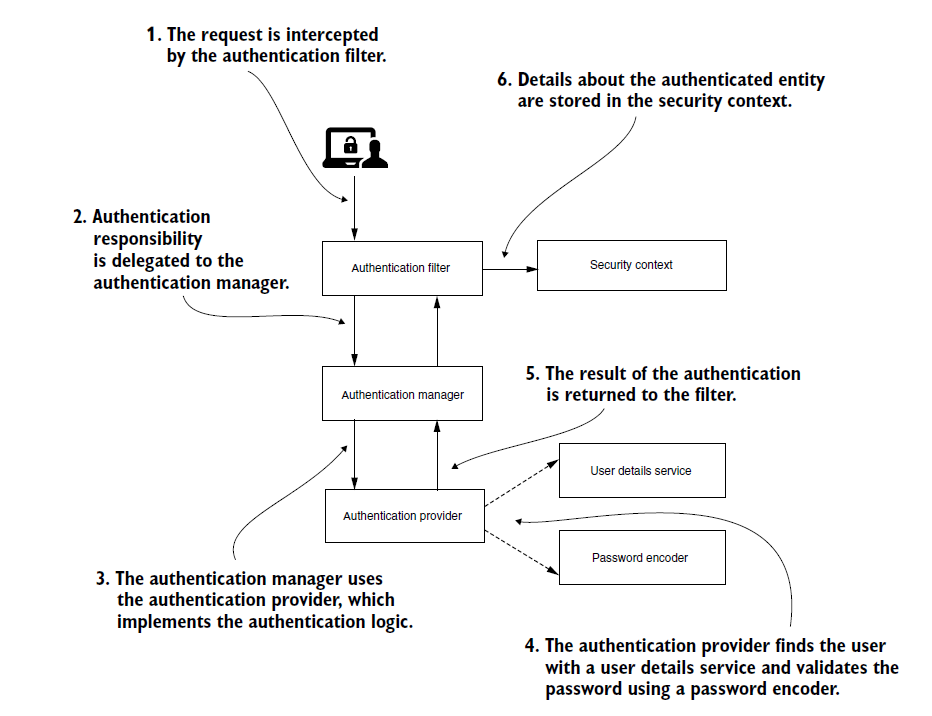 1. The request is intercepted
by the authentication filter.
6. Details about the authenticated entity
are stored in the security context.
2. Authentication
responsibility
is delegated to the
authentication manager.
Authentication filter
Security context
Authentication manager
5. The result of the authentication
is returned to the filter.
User details service
Authentication provider
Password encoder
3. The authentication manager uses
the authentication provider, which
implements the authentication logic.
4. The authentication provider finds the user
with a user details service and validates the
password using a password encoder.